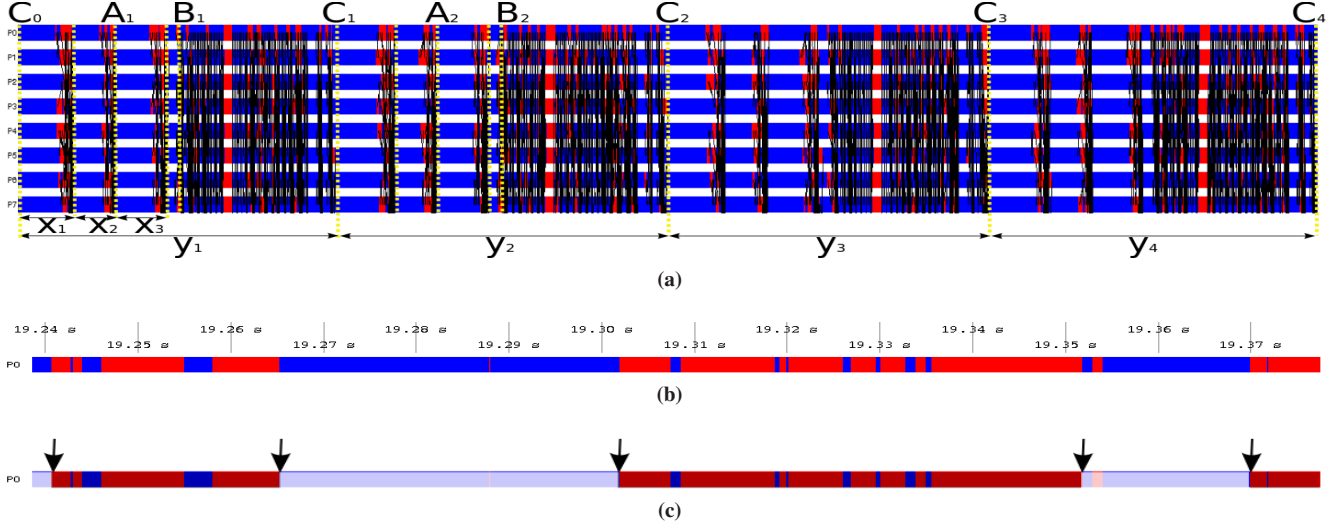 C₀ A₁ B₁ C₁ A₂ B₂ C₂ C₃ C₄
P0
P1
P2
P3
P4
P5
P6
P7
x₁ x₂ x₃
y₁ y₂ y₃ y₄
(a)
19.24 s 19.26 s 19.28 s 19.30 s 19.32 s 19.34 s 19.36 s
19.25 s 19.27 s 19.29 s 19.31 s 19.33 s 19.35 s 19.37 s
P0
(b)
P0
(c)